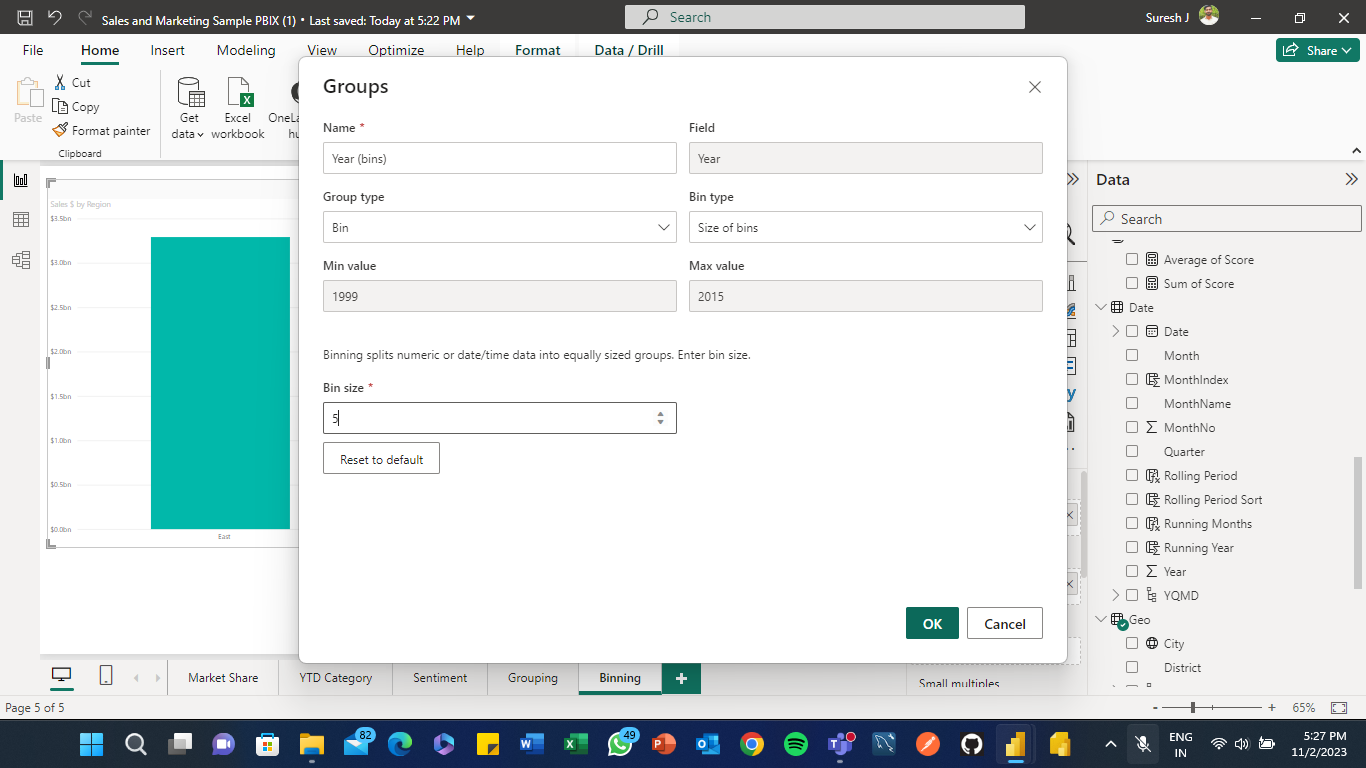 Sales and Marketing Sample PBIX (1) • Last saved: Today at 5:22 PM
Search
Suresh J
File
Home
Insert
Modeling
View
Optimize
Help
Format
Data / Drill
Share
Paste
Cut
Copy
Format painter
Clipboard
Get
data
Excel
workbook
Groups
Name *
Year (bins)
Field
Year
Group type
Bin
Bin type
Size of bins
Min value
1999
Max value
2015
Binning splits numeric or date/time data into equally sized groups. Enter bin size.
Bin size *
5
Reset to default
OK
Cancel
Sales $ by Region
$3.5bn
$3.0bn
$2.5bn
$2.0bn
$1.5bn
$1.0bn
$0.5bn
$0.0bn
East
Data
Search
Average of Score
Sum of Score
Date
Date
Month
MonthIndex
MonthName
MonthNo
Quarter
Rolling Period
Rolling Period Sort
Running Months
Running Year
Year
YQMD
Geo
City
District
Small multiples
Market Share
YTD Category
Sentiment
Grouping
Binning
+
Page 5 of 5
- + 65%
82
49
ENG
IN
5:27 PM
11/2/2023